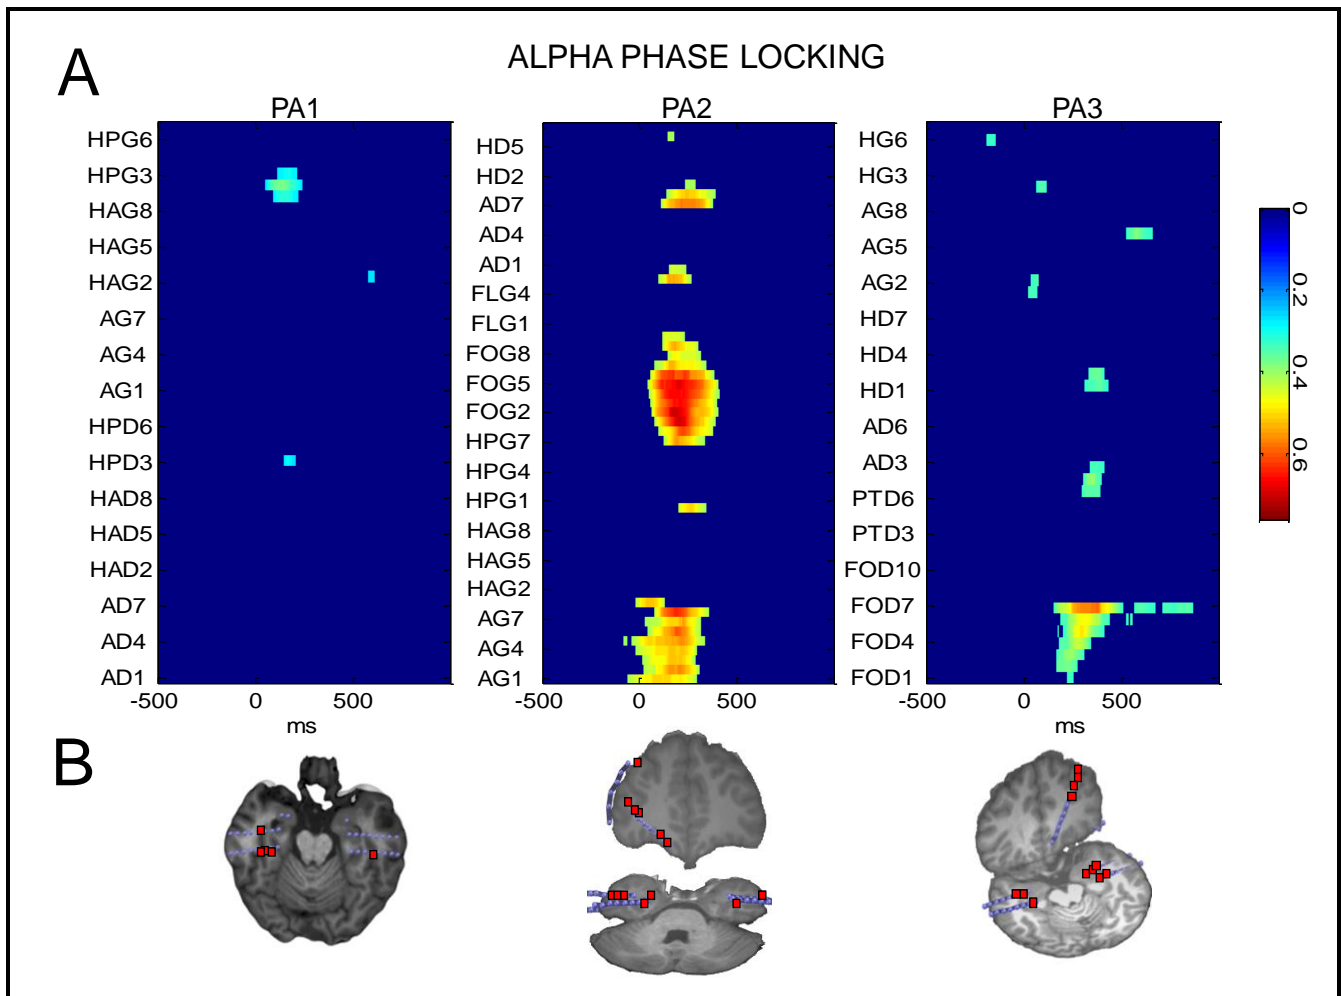 A
ALPHA PHASE LOCKING
PA1
HPG6
HPG3
HAG8
HAG5
HAG2
AG7
AG4
AG1
HPD6
HPD3
HAD8
HAD5
HAD2
AD7
AD4
AD1
-500 0 500
ms
PA2
HD5
HD2
AD7
AD4
AD1
FLG4
FLG1
FOG8
FOG5
FOG2
HPG7
HPG4
HPG1
HAG8
HAG5
HAG2
AG7
AG4
AG1
-500 0 500
PA3
HG6
HG3
AG8
AG5
AG2
HD7
HD4
HD1
AD6
AD3
PTD6
PTD3
FOD10
FOD7
FOD4
FOD1
-500 0 500
ms
0
0.2
0.4
0.6
B